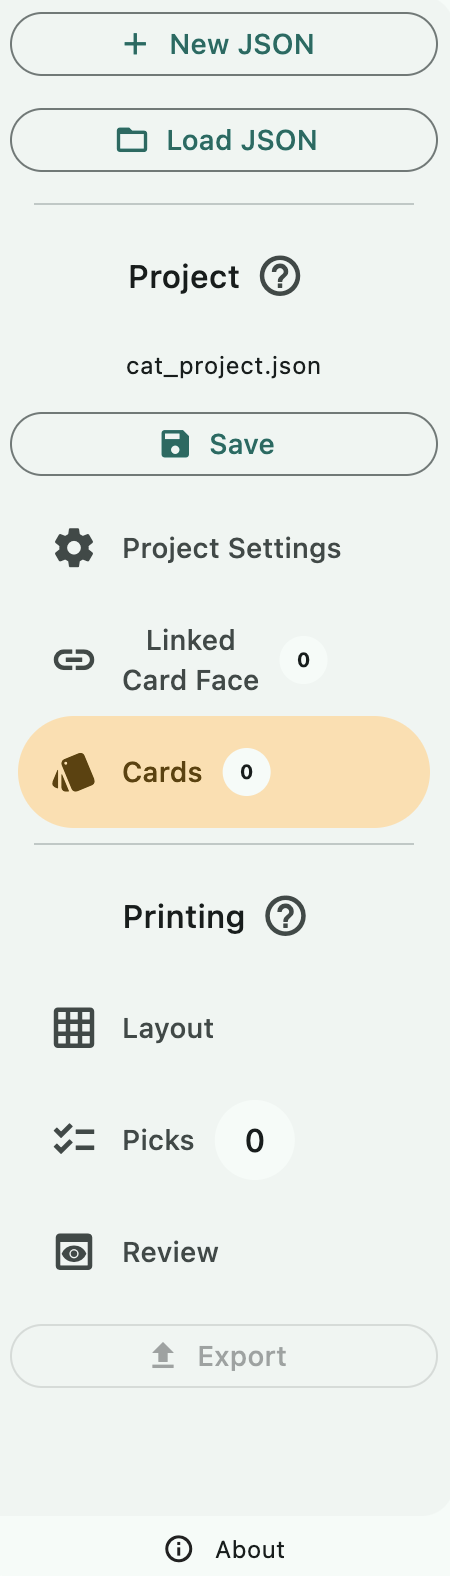 New JSON
Load JSON
Project
cat_project.json
Save
Project Settings
Linked
Card Face
0
Cards
0
Printing
Layout
Picks
0
Review
Export
About